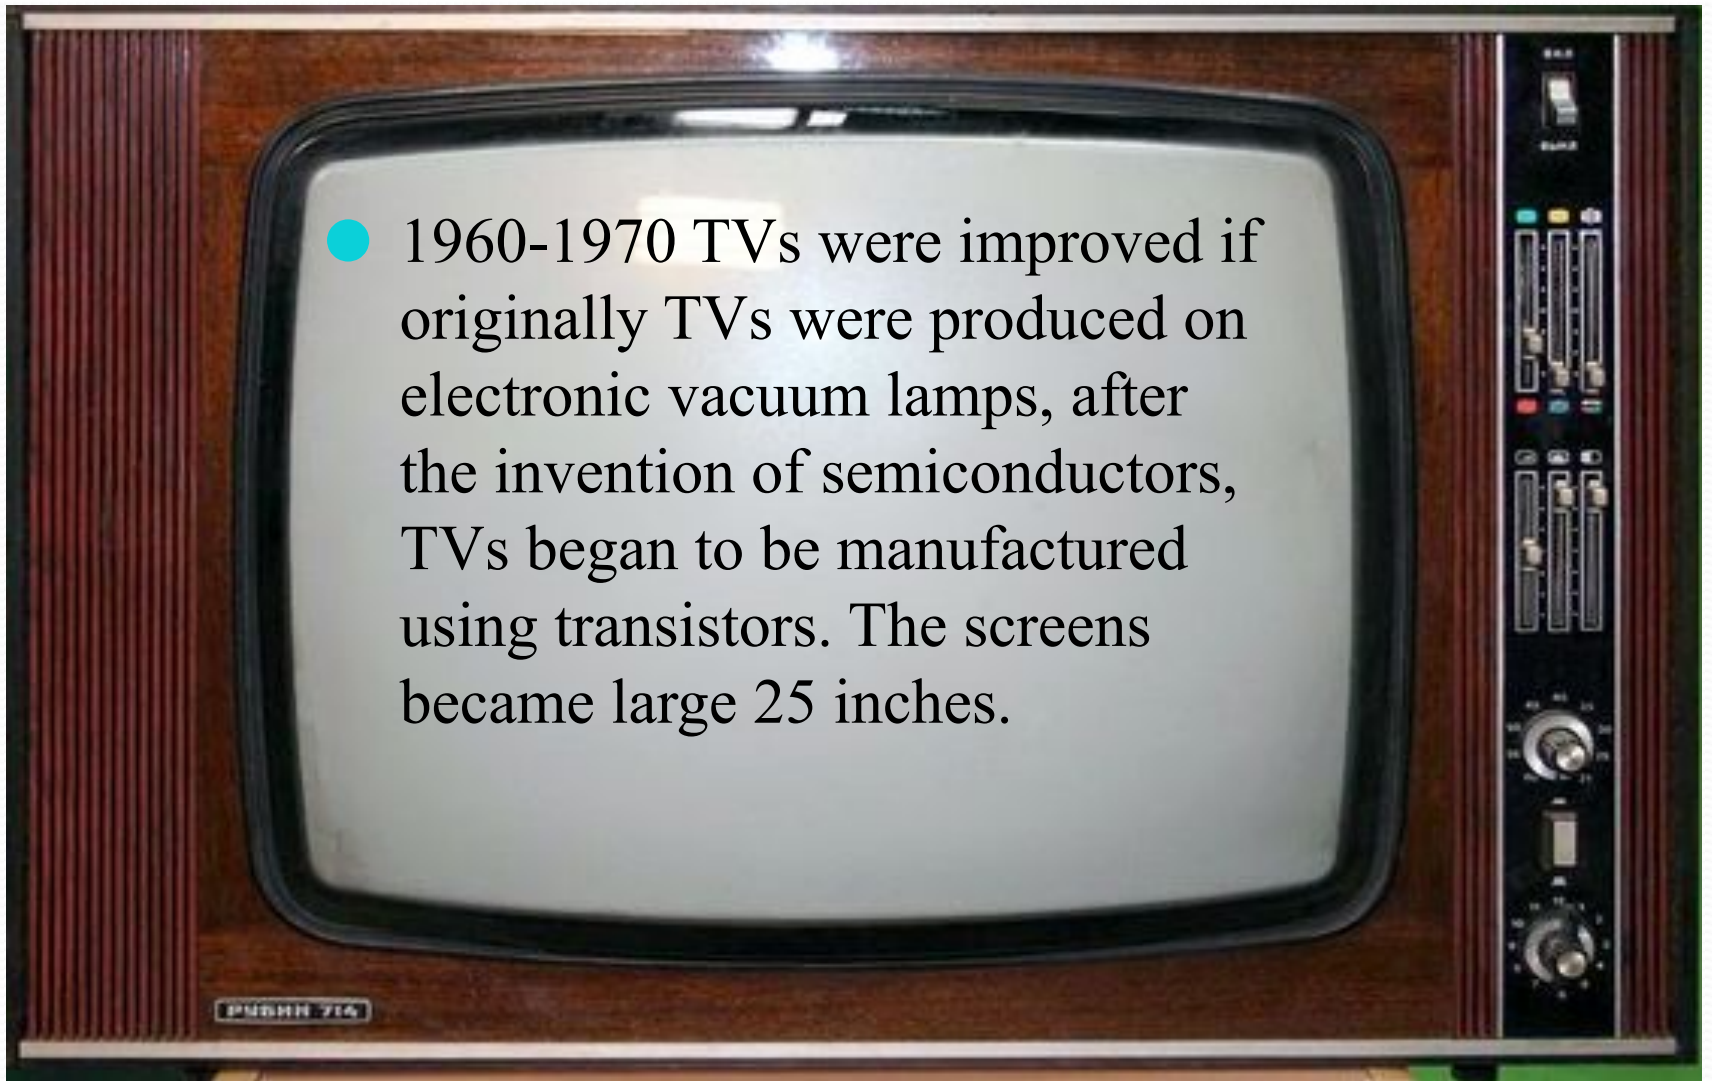 1960-1970 TVs were improved if
originally TVs were produced on
electronic vacuum lamps, after
the invention of semiconductors,
TVs began to be manufactured
using transistors. The screens
became large 25 inches.
РУБИН 714